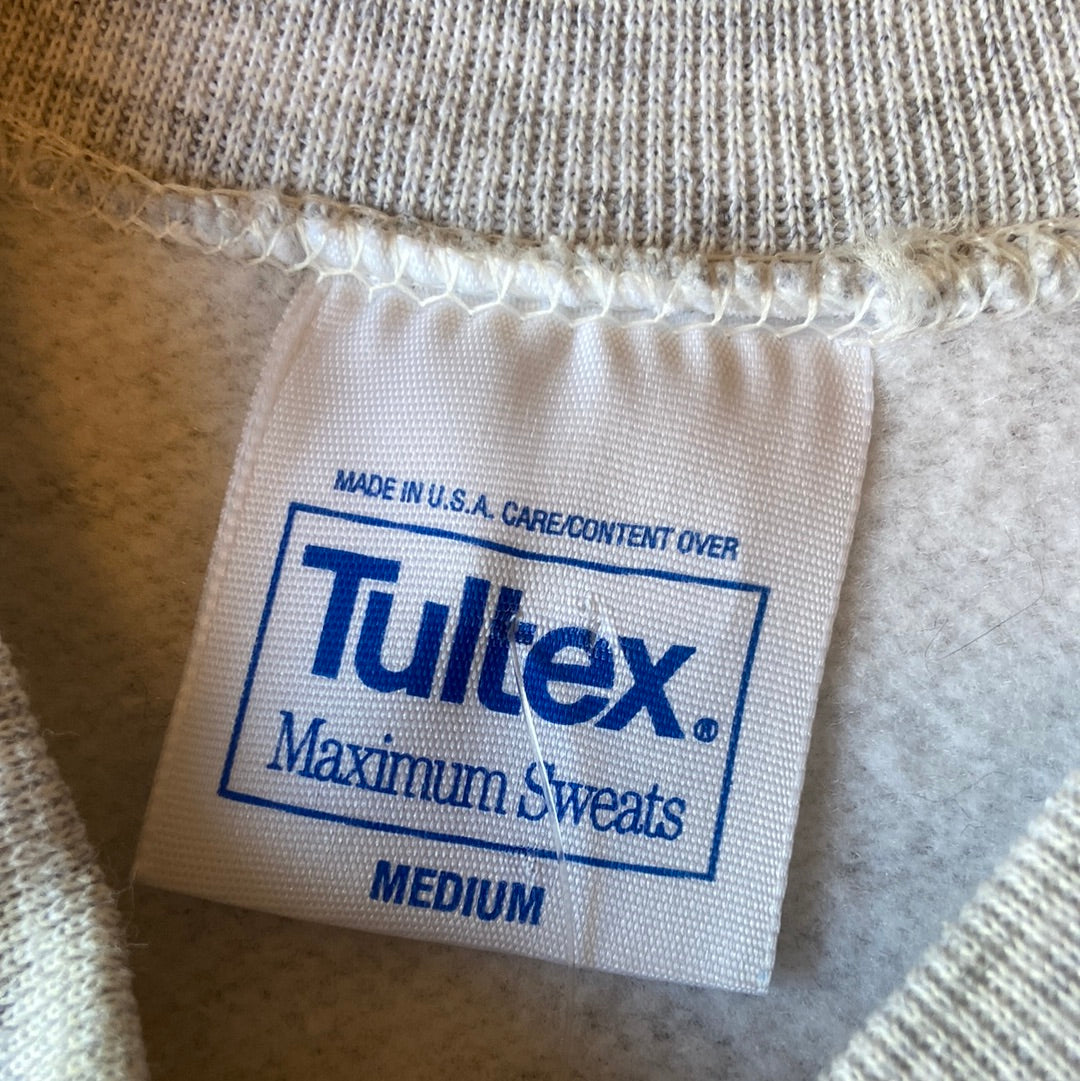 MADE IN U.S.A. CARE/CONTENT OVER
Tultex.®
Maximum Sweats
MEDIUM